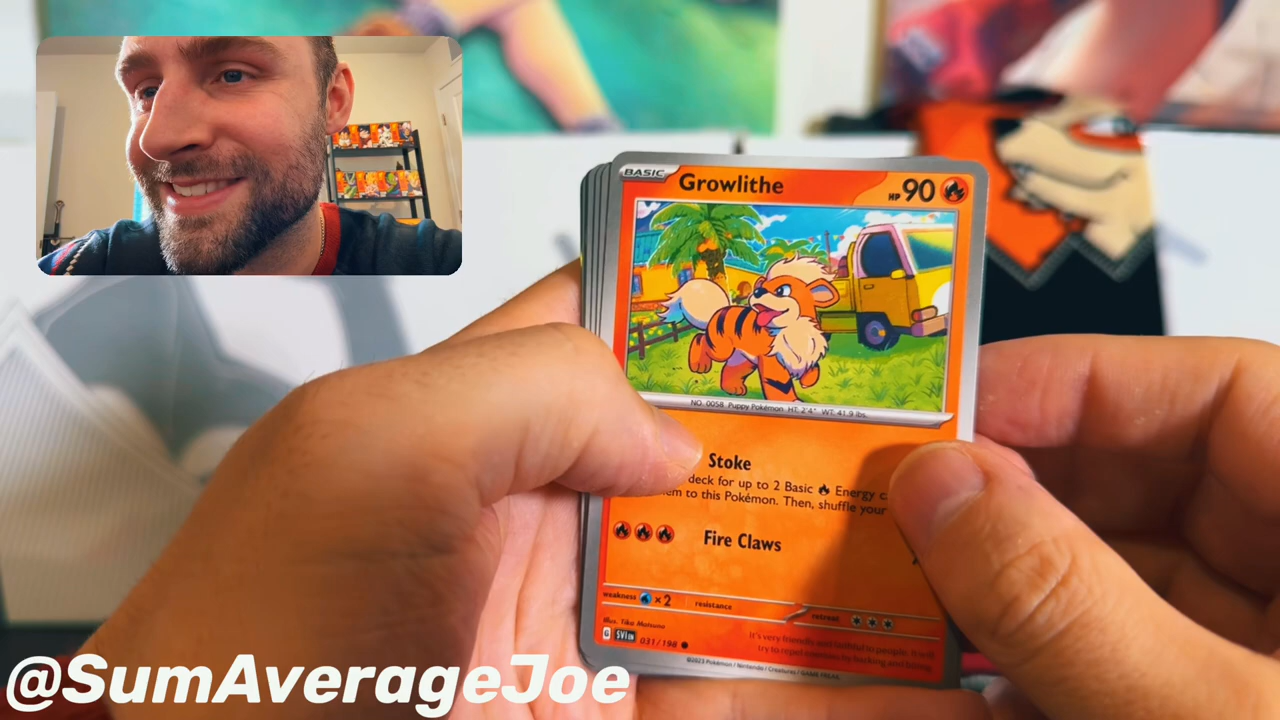 BASIC
Growlithe
HP 90
NO. 0058 Puppy Pokémon HT: 2'4" WT: 41.9 lbs.
Stoke
deck for up to 2 Basic Energy
to this Pokémon. Then, shuffle your
Fire Claws
weakness ×2 resistance retreat
Illus. Tika Matsuno
G SVI EN 031/198
It's very friendly and faithful to people. It will
try to repel enemies by barking and biting.
©2023 Pokémon / Nintendo / Creatures / GAME FREAK
@SumAverageJoe